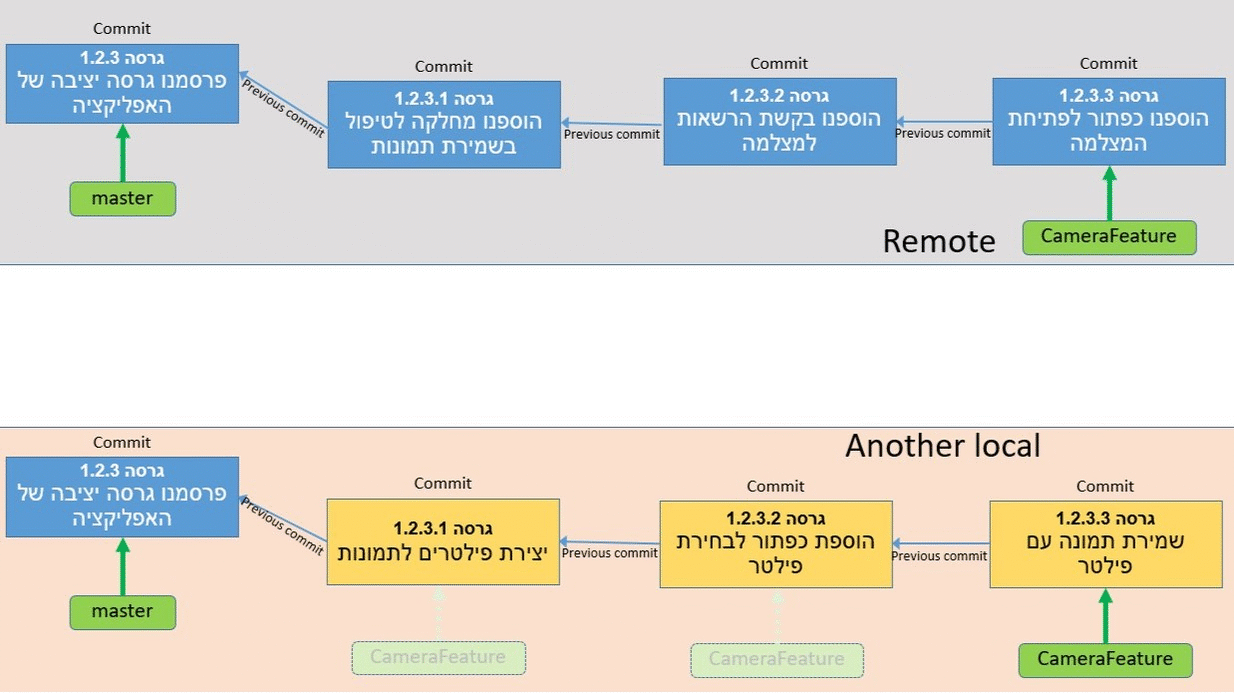 Commit
גרסה 1.2.3
פרסמנו גרסה יציבה של
האפליקציה
master
Previous commit
Commit
גרסה 1.2.3.1
הוספנו מחלקה לטיפול
בשמירת תמונות
Previous commit
Commit
גרסה 1.2.3.2
הוספנו בקשת הרשאות
למצלמה
Previous commit
Commit
גרסה 1.2.3.3
הוספנו כפתור לפתיחת
המצלמה
CameraFeature
Remote
Another local
Commit
גרסה 1.2.3
פרסמנו גרסה יציבה של
האפליקציה
master
Previous commit
Commit
גרסה 1.2.3.1
יצירת פילטרים לתמונות
CameraFeature
Previous commit
Commit
גרסה 1.2.3.2
הוספת כפתור לבחירת
פילטר
CameraFeature
Previous commit
Commit
גרסה 1.2.3.3
שמירת תמונה עם
פילטר
CameraFeature